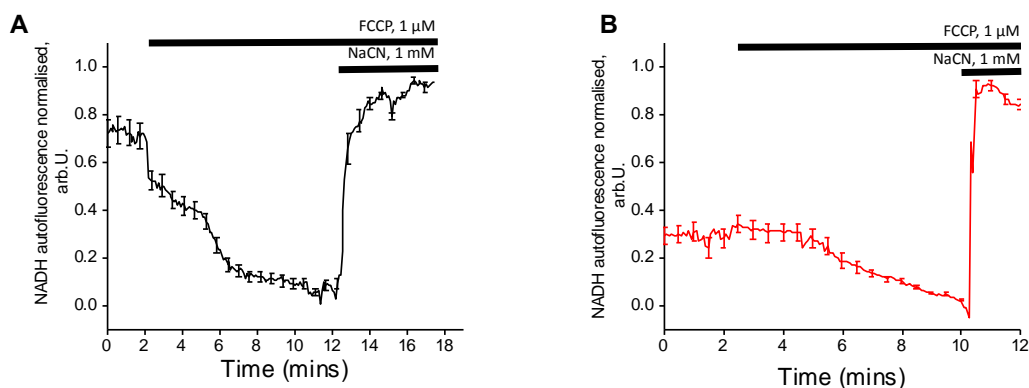 A
FCCP, 1 μM
NaCN, 1 mM
NADH autofluorescence normalised,
arb.U.
1.0
0.8
0.6
0.4
0.2
0.0
0 2 4 6 8 10 12 14 16 18
Time (mins)
B
FCCP, 1 μM
NaCN, 1 mM
NADH autofluorescence normalised,
arb.U.
1.0
0.8
0.6
0.4
0.2
0.0
0 2 4 6 8 10 12
Time (mins)